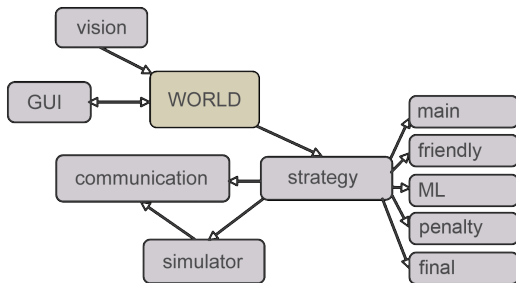 vision
GUI
WORLD
main
friendly
communication
strategy
ML
penalty
simulator
final